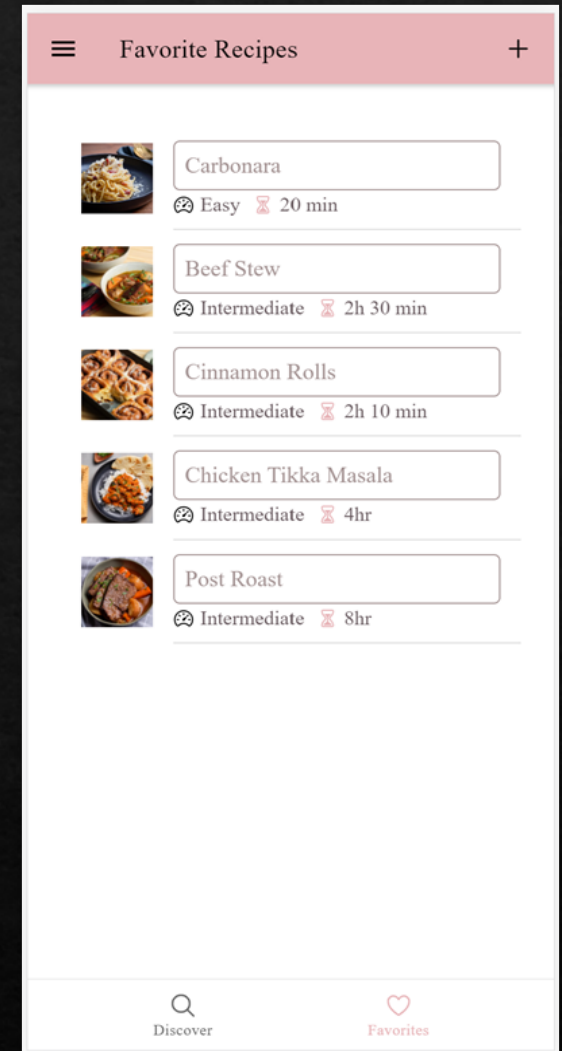 Favorite Recipes
Carbonara
Easy 20 min
Beef Stew
Intermediate 2h 30 min
Cinnamon Rolls
Intermediate 2h 10 min
Chicken Tikka Masala
Intermediate 4hr
Post Roast
Intermediate 8hr
Discover Favorites